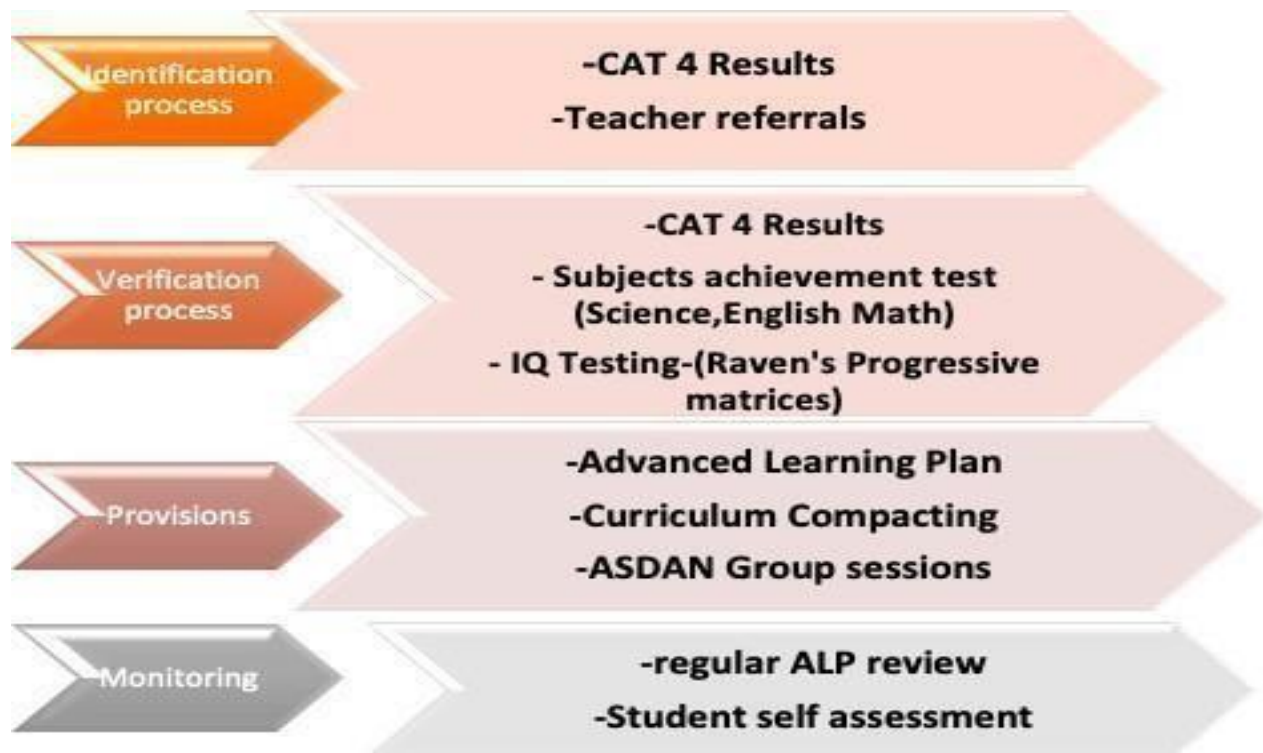 Identification
process
-CAT 4 Results
-Teacher referrals
Verification
process
-CAT 4 Results
- Subjects achievement test
(Science,English Math)
- IQ Testing-(Raven's Progressive
matrices)
Provisions
-Advanced Learning Plan
-Curriculum Compacting
-ASDAN Group sessions
Monitoring
-regular ALP review
-Student self assessment